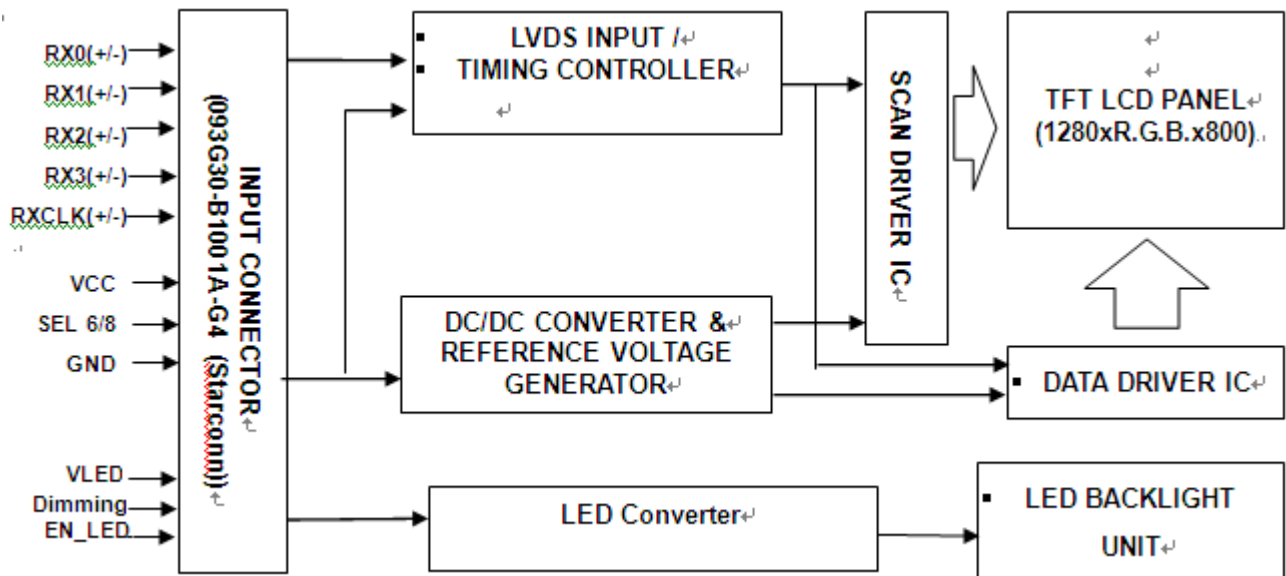 RX0(+/-)
RX1(+/-)
RX2(+/-)
RX3(+/-)
RXCLK(+/-)
VCC
SEL 6/8
GND
VLED
Dimming
EN_LED
INPUT CONNECTOR
(093G30-B1001A-G4 (Starconn))
LVDS INPUT /
TIMING CONTROLLER
DC/DC CONVERTER &
REFERENCE VOLTAGE
GENERATOR
LED Converter
SCAN DRIVER IC
TFT LCD PANEL
(1280xR.G.B.x800)
DATA DRIVER IC
LED BACKLIGHT
UNIT